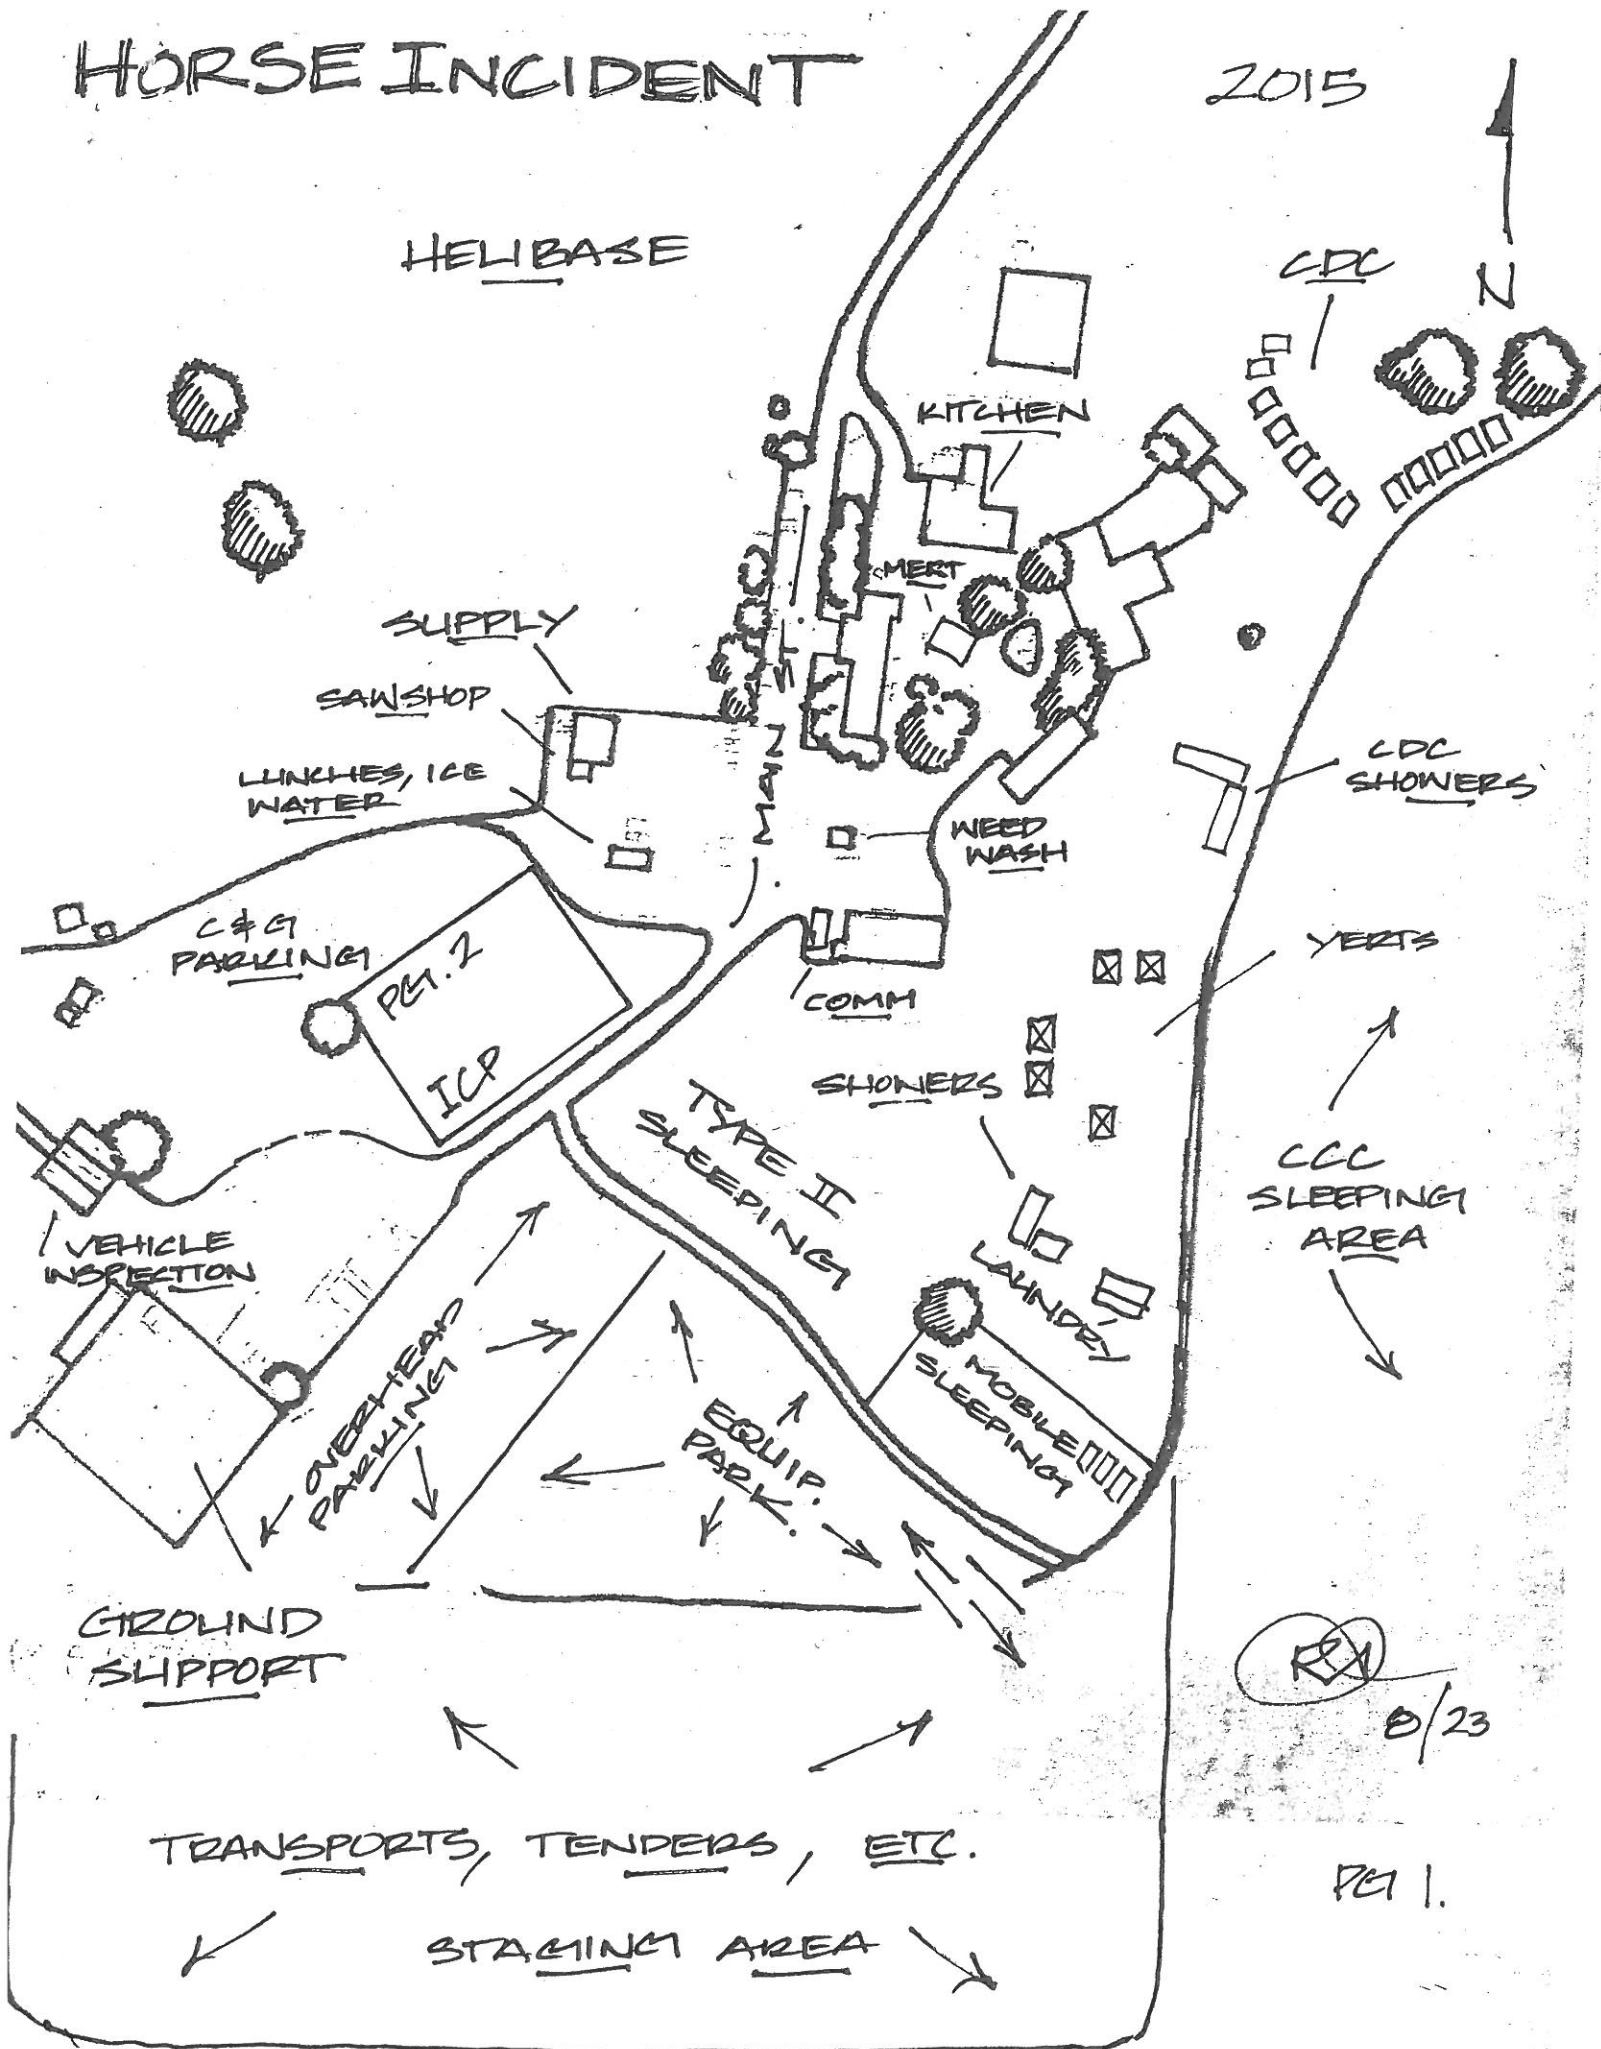 HORSE INCIDENT
2015
N
HELIBASE
CDC
KITCHEN
MERT
SUPPLY
SAWSHOP
LUNCHES, ICE
WATER
MAIN ST.
WEED
WASH
CDC
SHOWERS
C&G
PARKING
PG. 2
ICP
COMM
YERTS
SHOWERS
TYPE II
SLEEPING
CCC
SLEEPING
AREA
VEHICLE
INSPECTION
LAUNDRY
MOBILE
SLEEPING
OVERHEAD
PARKING
EQUIP.
PARK.
GROUND
SUPPORT
8/23
TRANSPORTS, TENDERS, ETC.
STAGING AREA
PG 1.